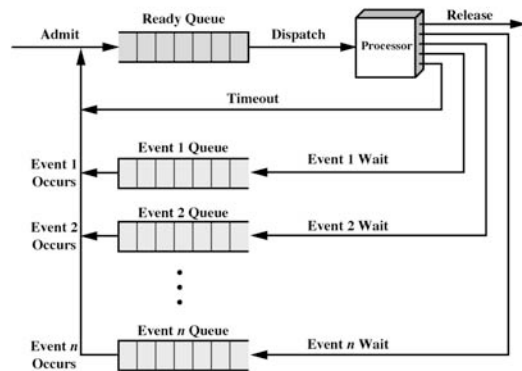 Ready Queue
Release
Admit
Dispatch
Processor
Timeout
Event 1 Queue
Event 1
Occurs
Event 1 Wait
Event 2 Queue
Event 2
Occurs
Event 2 Wait
Event n Queue
Event n
Occurs
Event n Wait